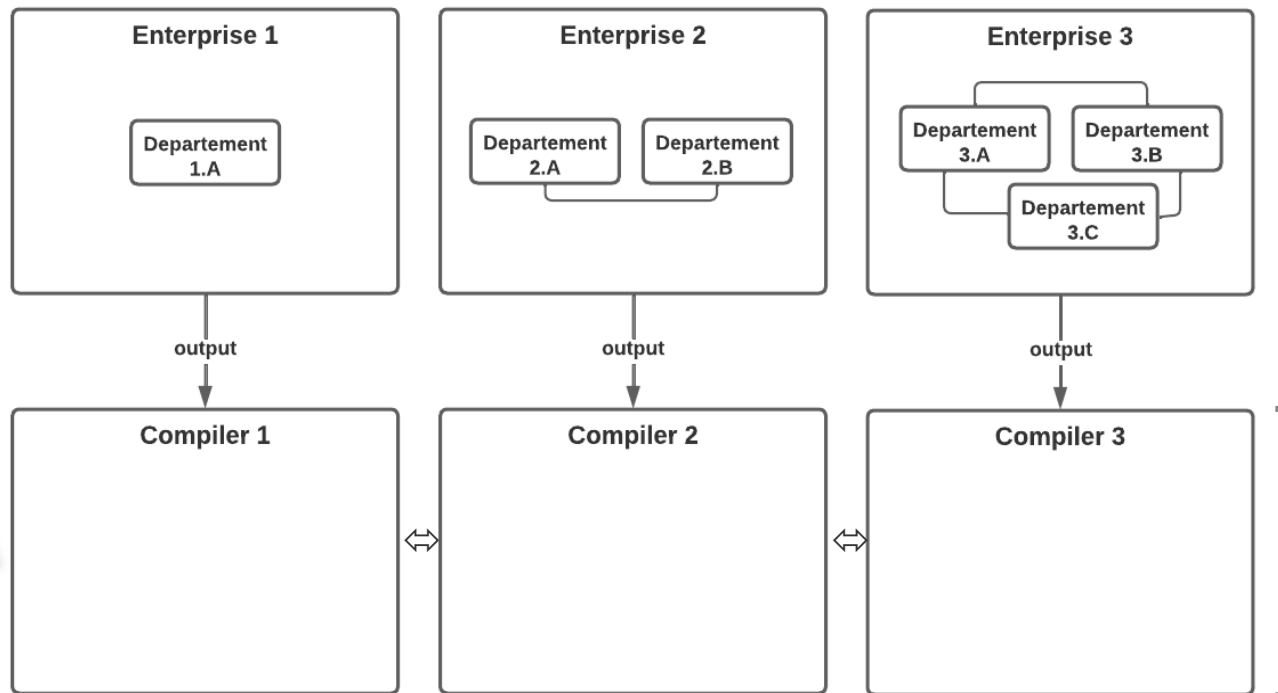 Enterprise 1
Departement
1.A
output
Compiler 1
Enterprise 2
Departement
2.A
Departement
2.B
output
Compiler 2
Enterprise 3
Departement
3.A
Departement
3.B
Departement
3.C
output
Compiler 3